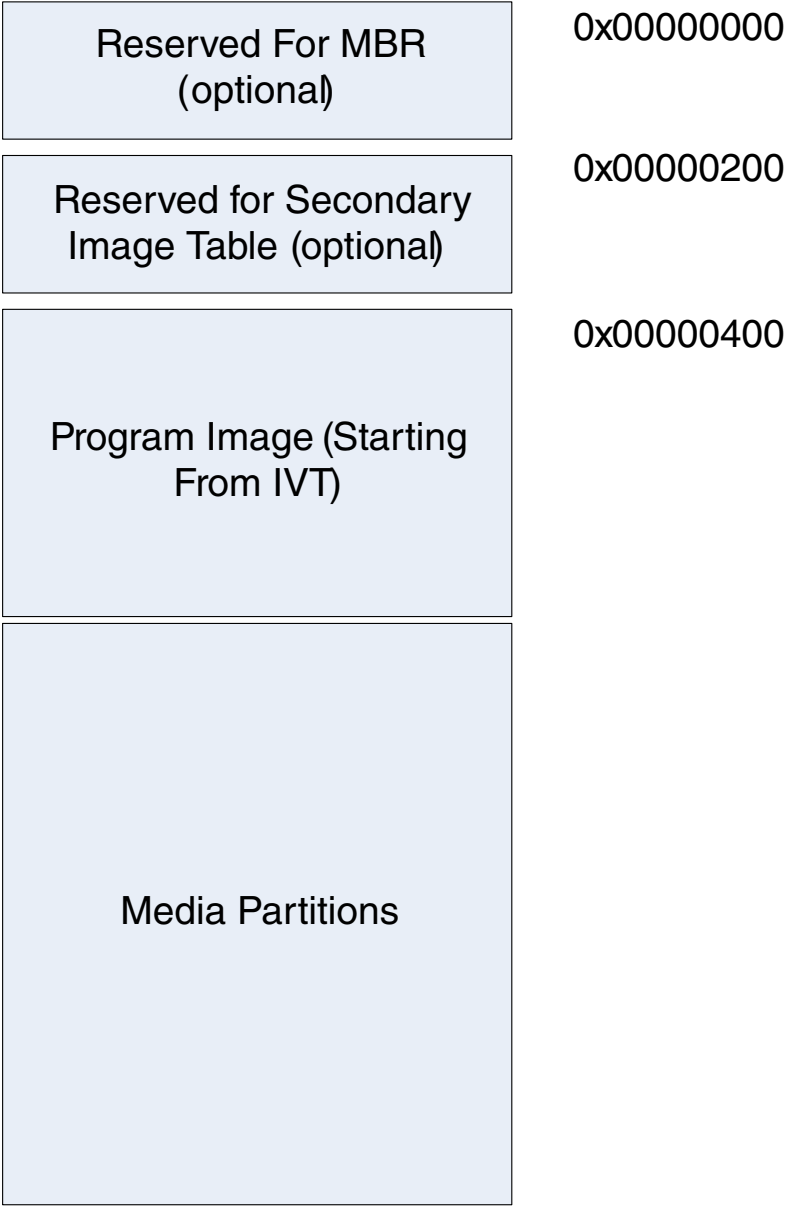 Reserved For MBR
(optional)
0x00000000
Reserved for Secondary
Image Table (optional)
0x00000200
Program Image (Starting
From IVT)
0x00000400
Media Partitions